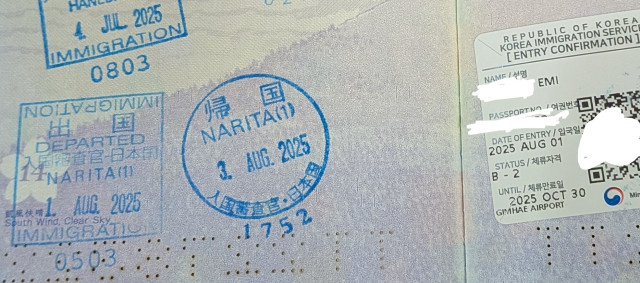 4 JUL. 2025
IMMIGRATION
0803
IMMIGRATION
出国
DEPARTED
入国審査官-日本国
14
NARITA(1)
1. AUG. 2025
South Wind, Clear Sky
IMMIGRATION
0503
帰国
NARITA(1)
3. AUG. 2025
入国審査官・日本国
1752
REPUBLIC OF KOREA
KOREA IMMIGRATION SERVICE
[ ENTRY CONFIRMATION ]
NAME / 성명
EMI
PASSPORT NO. / 여권번호
DATE OF ENTRY / 입국일
2025 AUG 01
STATUS / 체류자격
B - 2
UNTIL / 체류만료일
2025 OCT 30
GIMHAE AIRPORT